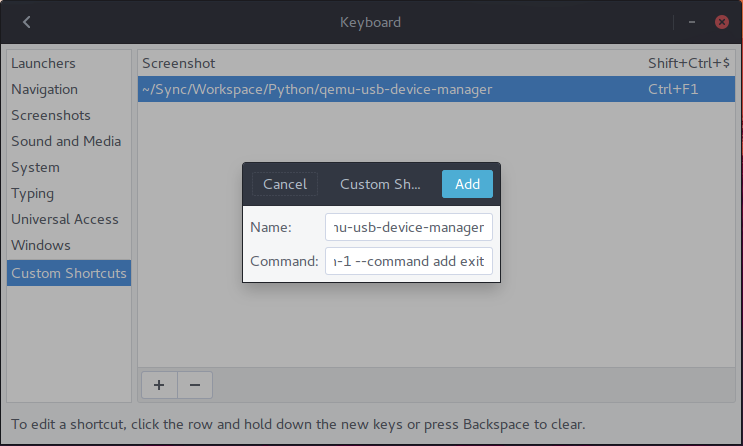 Keyboard
Launchers
Navigation
Screenshots
Sound and Media
System
Typing
Universal Access
Windows
Custom Shortcuts
Screenshot Shift+Ctrl+$
~/Sync/Workspace/Python/qemu-usb-device-manager Ctrl+F1
Cancel Custom Sh... Add
Name: mu-usb-device-manager
Command: -1 --command add exit
To edit a shortcut, click the row and hold down the new keys or press Backspace to clear.